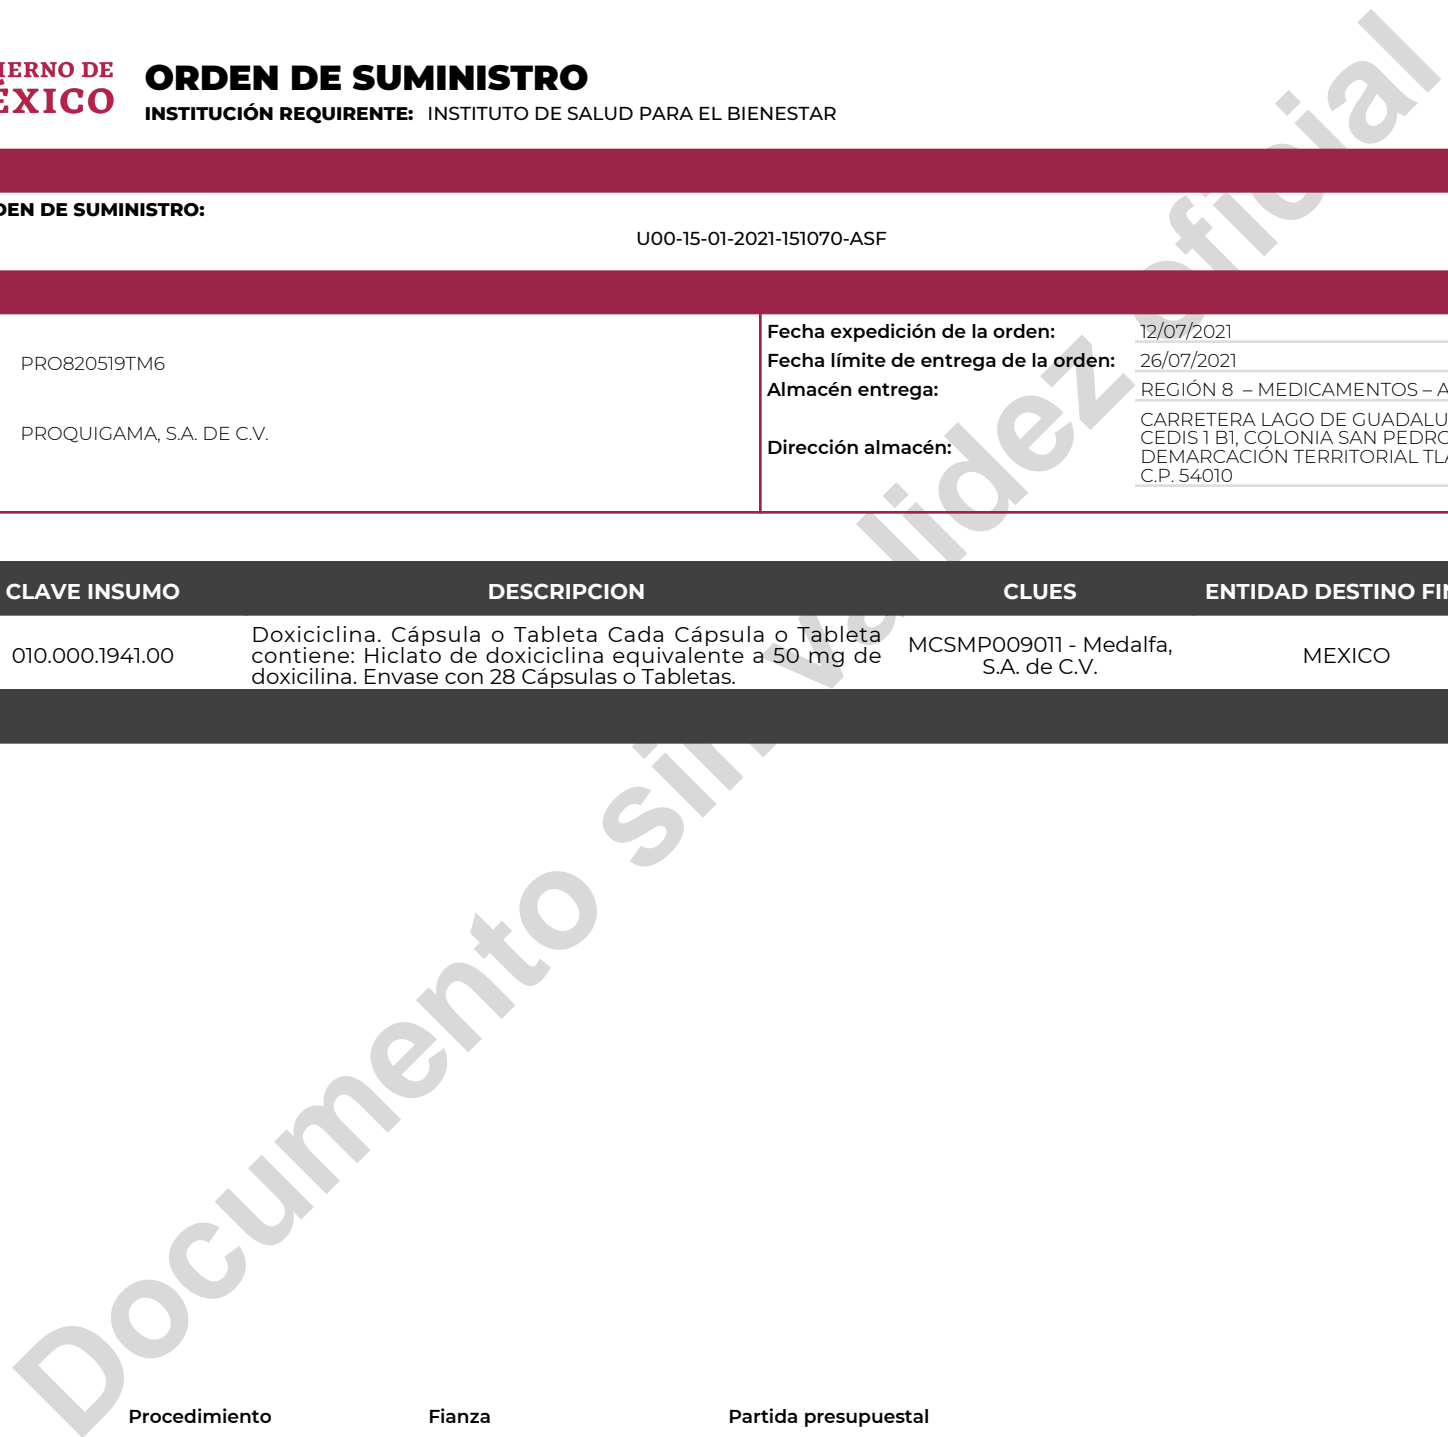 IERNO DE
ÉXICO
ORDEN DE SUMINISTRO
INSTITUCIÓN REQUIRENTE: INSTITUTO DE SALUD PARA EL BIENESTAR
DEN DE SUMINISTRO:
U00-15-01-2021-151070-ASF
PRO820519TM6
PROQUIGAMA, S.A. DE C.V.
Fecha expedición de la orden: 12/07/2021
Fecha límite de entrega de la orden: 26/07/2021
Almacén entrega: REGIÓN 8 – MEDICAMENTOS – A
Dirección almacén:
CARRETERA LAGO DE GUADALU
CEDIS 1 B1, COLONIA SAN PEDRO
DEMARCACIÓN TERRITORIAL TLA
C.P. 54010
CLAVE INSUMO DESCRIPCION CLUES ENTIDAD DESTINO FIN
010.000.1941.00
Doxiciclina. Cápsula o Tableta Cada Cápsula o Tableta
contiene: Hiclato de doxiciclina equivalente a 50 mg de
doxicilina. Envase con 28 Cápsulas o Tabletas.
MCSMP009011 - Medalfa,
S.A. de C.V.
MEXICO
Documento sin validez oficial
Procedimiento Fianza Partida presupuestal